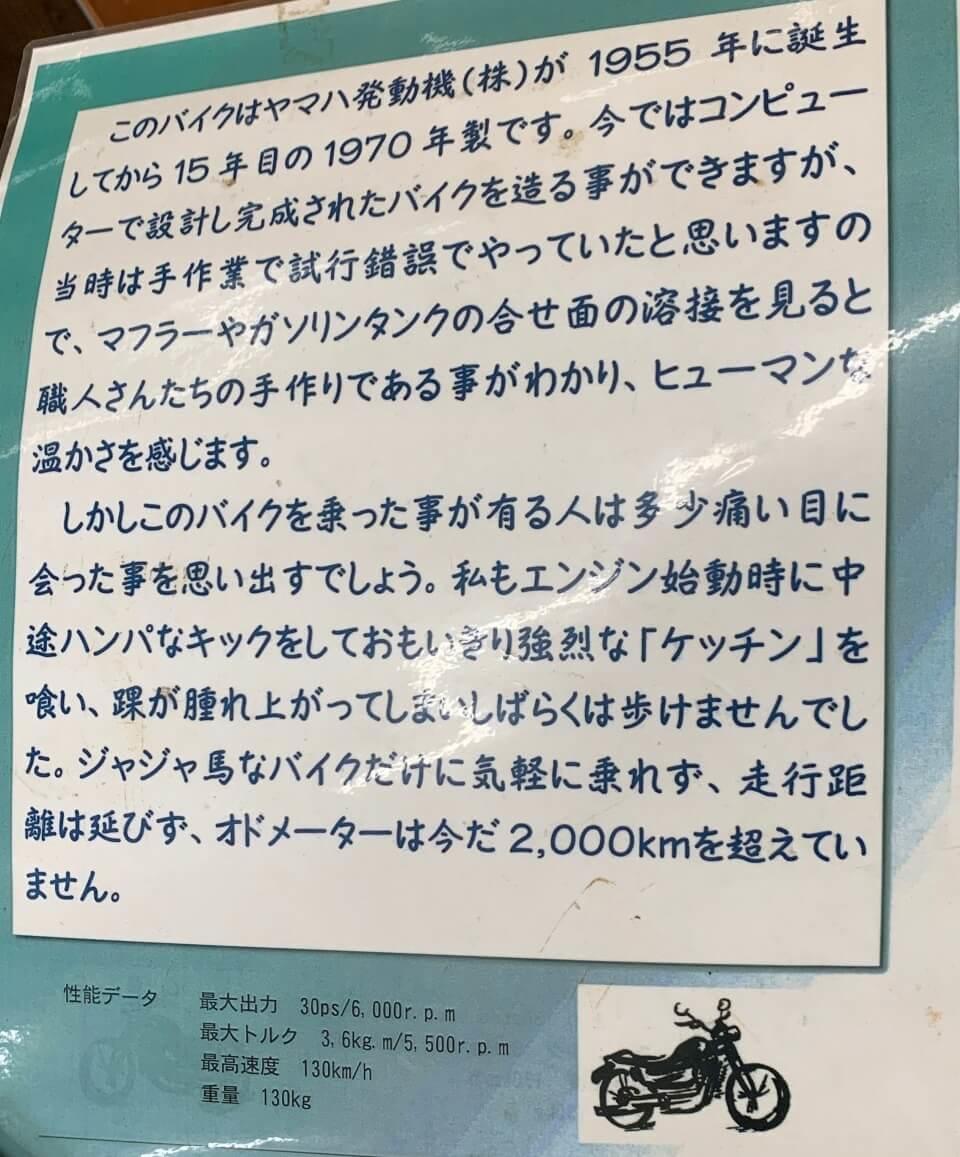 このバイクはヤマハ発動機(株)が 1955 年に誕生
してから 15 年目の 1970 年製です。今ではコンピュー
ターで設計し完成されたバイクを造る事ができますが、
当時は手作業で試行錯誤でやっていたと思いますの
で、マフラーやガソリンタンクの合せ面の溶接を見ると
職人さんたちの手作りである事がわかり、ヒューマンな
温かさを感じます。
しかしこのバイクを乗った事が有る人は多少痛い目に
会った事を思い出すでしょう。私もエンジン始動時に中
途ハンパなキックをしておもいきり強烈な「ケッチン」を
喰い、踝が腫れ上がってしまいしばらくは歩けませんでし
た。ジャジャ馬なバイクだけに気軽に乗れず、走行距
離は延びず、オドメーターは今だ 2,000kmを超えてい
ません。
性能データ 最大出力 30ps/6,000r.p.m
最大トルク 3,6kg.m/5,500r.p.m
最高速度 130km/h
重量 130kg